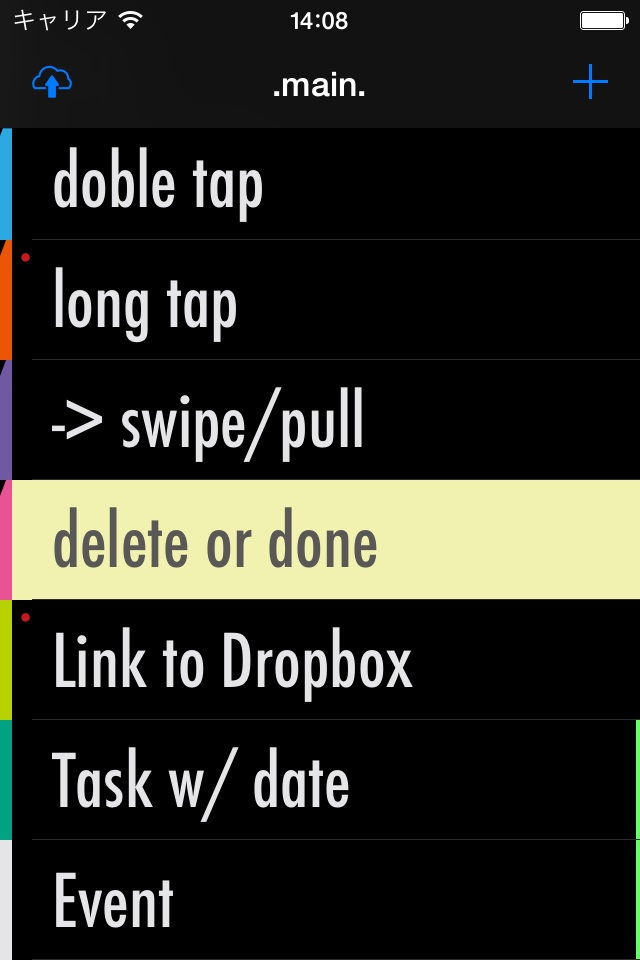 キャリア 14:08
.main.
doble tap
long tap
-> swipe/pull
delete or done
Link to Dropbox
Task w/ date
Event